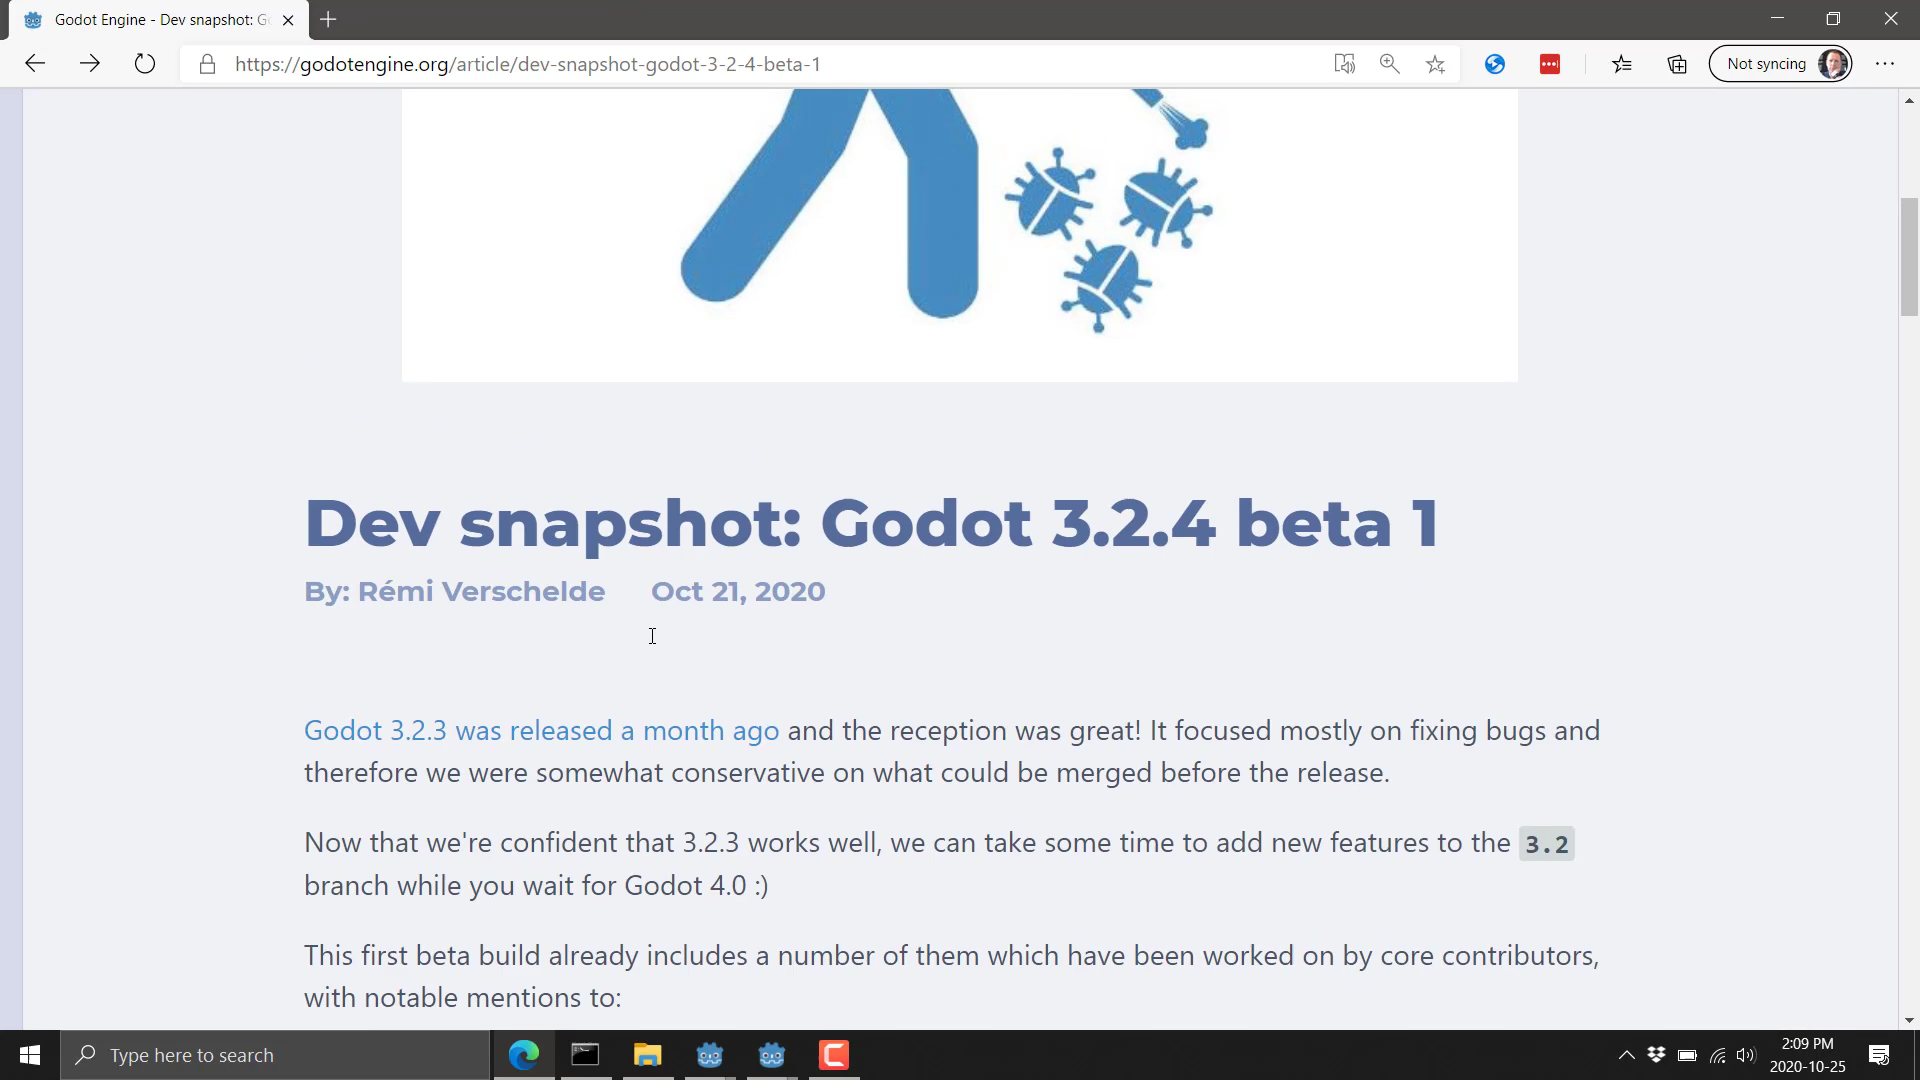 Godot Engine - Dev snapshot: G
https://godotengine.org/article/dev-snapshot-godot-3-2-4-beta-1
Not syncing
Dev snapshot: Godot 3.2.4 beta 1
By: Rémi Verschelde Oct 21, 2020
Godot 3.2.3 was released a month ago and the reception was great! It focused mostly on fixing bugs and
therefore we were somewhat conservative on what could be merged before the release.
Now that we're confident that 3.2.3 works well, we can take some time to add new features to the 3.2
branch while you wait for Godot 4.0 :)
This first beta build already includes a number of them which have been worked on by core contributors,
with notable mentions to:
Type here to search
2:09 PM
2020-10-25